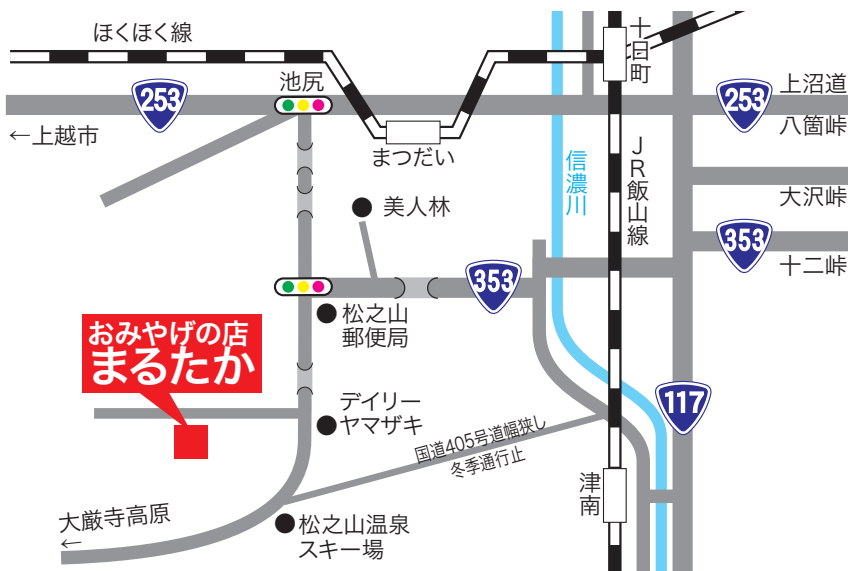 ほくほく線
十日町
池尻
253
253
上沼道
八箇峠
←上越市
まつだい
信濃川
JR飯山線
大沢峠
美人林
353
353
十二峠
松之山
郵便局
おみやげの店
まるたか
デイリー
ヤマザキ
117
国道405号道幅狭し
冬季通行止
津南
大厳寺高原
←
松之山温泉
スキー場